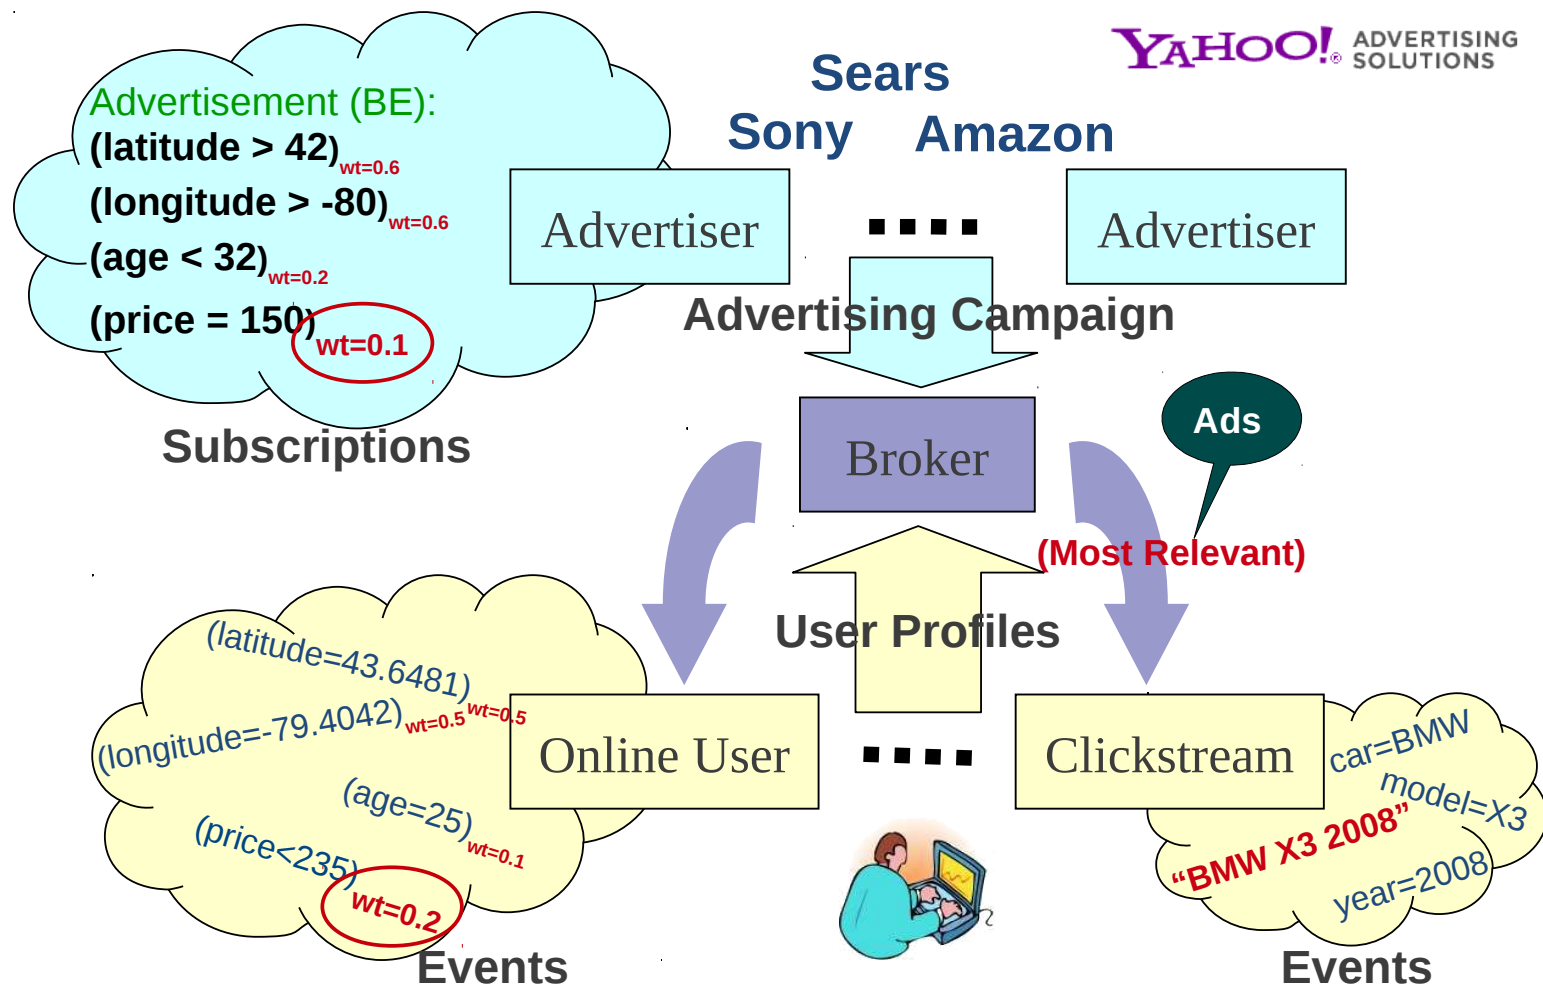 YAHOO!® ADVERTISING
SOLUTIONS
Sears
Sony Amazon
Advertisement (BE):
(latitude > 42)wt=0.6
(longitude > -80)wt=0.6
(age < 32)wt=0.2
(price = 150)wt=0.1
Subscriptions
Advertiser
Advertiser
Advertising Campaign
Broker
Ads
(Most Relevant)
User Profiles
(latitude=43.6481)wt=0.5
(longitude=-79.4042)wt=0.5
(age=25)wt=0.1
(price<235)wt=0.2
Events
Online User
Clickstream
car=BMW
model=X3
“BMW X3 2008”
year=2008
Events